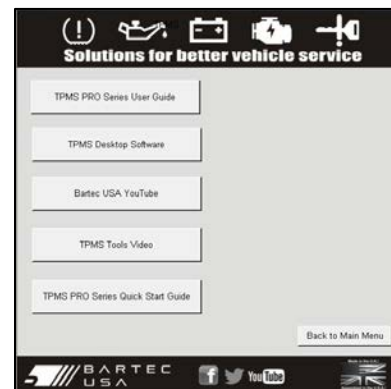 TPMS
Solutions for better vehicle service
TPMS PRO Series User Guide
TPMS Desktop Software
Bartec USA YouTube
TPMS Tools Video
TPMS PRO Series Quick Start Guide
Back to Main Menu
BARTEC
USA
f You Tube